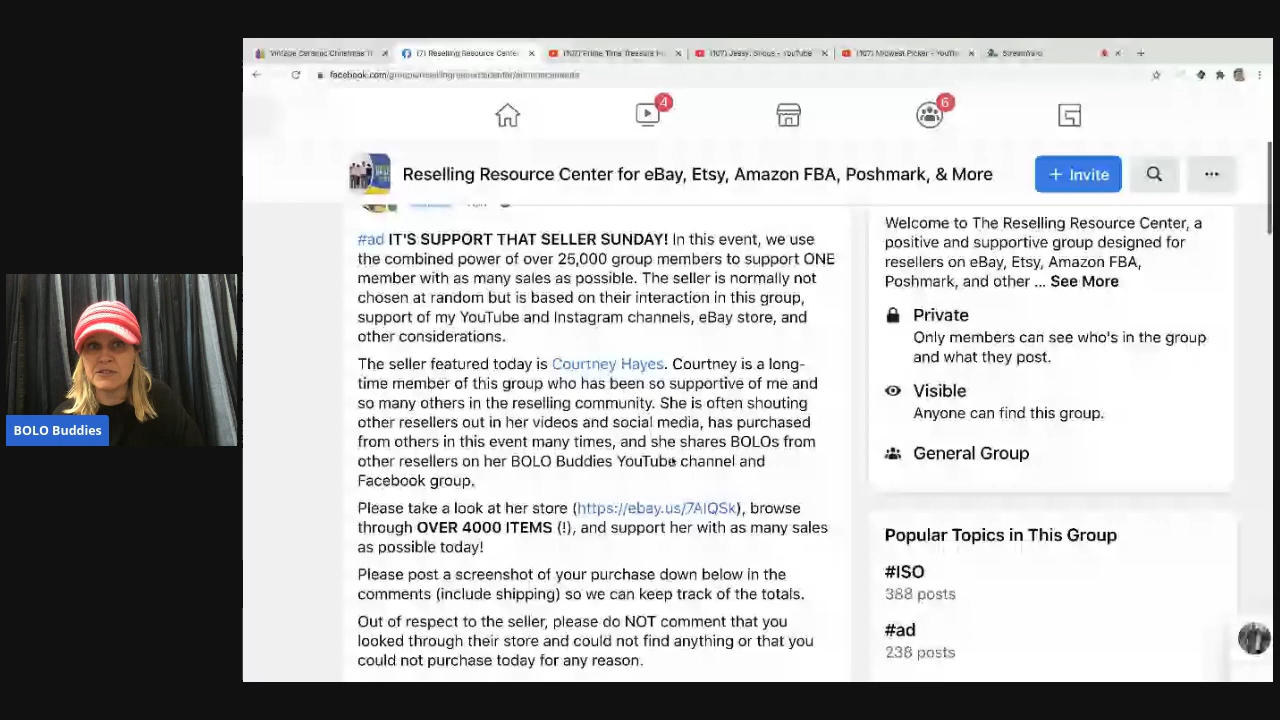 (7) Reselling Resource Center
(107) Midwest Picker - YouTu
StreamYard
facebook.com/groups/resellingresourcecenter/announcements
4
6
Reselling Resource Center for eBay, Etsy, Amazon FBA, Poshmark, & More
+ Invite
#ad IT'S SUPPORT THAT SELLER SUNDAY! In this event, we use
the combined power of over 25,000 group members to support ONE
member with as many sales as possible. The seller is normally not
chosen at random but is based on their interaction in this group,
support of my YouTube and Instagram channels, eBay store, and
other considerations.
The seller featured today is Courtney Hayes. Courtney is a long-
time member of this group who has been so supportive of me and
so many others in the reselling community. She is often shouting
other resellers out in her videos and social media, has purchased
from others in this event many times, and she shares BOLOs from
other resellers on her BOLO Buddies YouTube channel and
Facebook group.
Please take a look at her store (https://ebay.us/7AIQSk), browse
through OVER 4000 ITEMS (!), and support her with as many sales
as possible today!
Please post a screenshot of your purchase down below in the
comments (include shipping) so we can keep track of the totals.
Out of respect to the seller, please do NOT comment that you
looked through their store and could not find anything or that you
could not purchase today for any reason.
Welcome to The Reselling Resource Center, a
positive and supportive group designed for
resellers on eBay, Etsy, Amazon FBA,
Poshmark, and other ... See More
Private
Only members can see who's in the group
and what they post.
Visible
Anyone can find this group.
General Group
Popular Topics in This Group
#ISO
388 posts
#ad
238 posts
BOLO Buddies